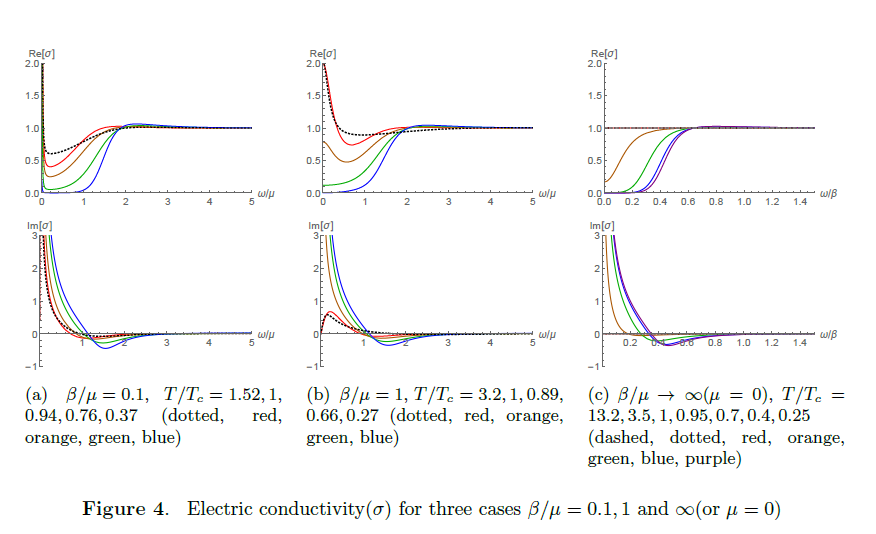 Re[σ]
2.0
1.5
1.0
0.5
0.0
0 1 2 3 4 5 ω/μ
Re[σ]
2.0
1.5
1.0
0.5
0.0
0 1 2 3 4 5 ω/μ
Re[σ]
2.0
1.5
1.0
0.5
0.0
0.0 0.2 0.4 0.6 0.8 1.0 1.2 1.4 ω/β
Im[σ]
3
2
1
0
-1
1 2 3 4 5 ω/μ
Im[σ]
3
2
1
0
-1
1 2 3 4 5 ω/μ
Im[σ]
3
2
1
0
-1
0.2 0.4 0.6 0.8 1.0 1.2 1.4 ω/β
(a) β/μ = 0.1, T/Tc = 1.52, 1,
0.94, 0.76, 0.37 (dotted, red,
orange, green, blue)
(b) β/μ = 1, T/Tc = 3.2, 1, 0.89,
0.66, 0.27 (dotted, red, orange,
green, blue)
(c) β/μ → ∞(μ = 0), T/Tc =
13.2, 3.5, 1, 0.95, 0.7, 0.4, 0.25
(dashed, dotted, red, orange,
green, blue, purple)
Figure 4. Electric conductivity(σ) for three cases β/μ = 0.1, 1 and ∞(or μ = 0)